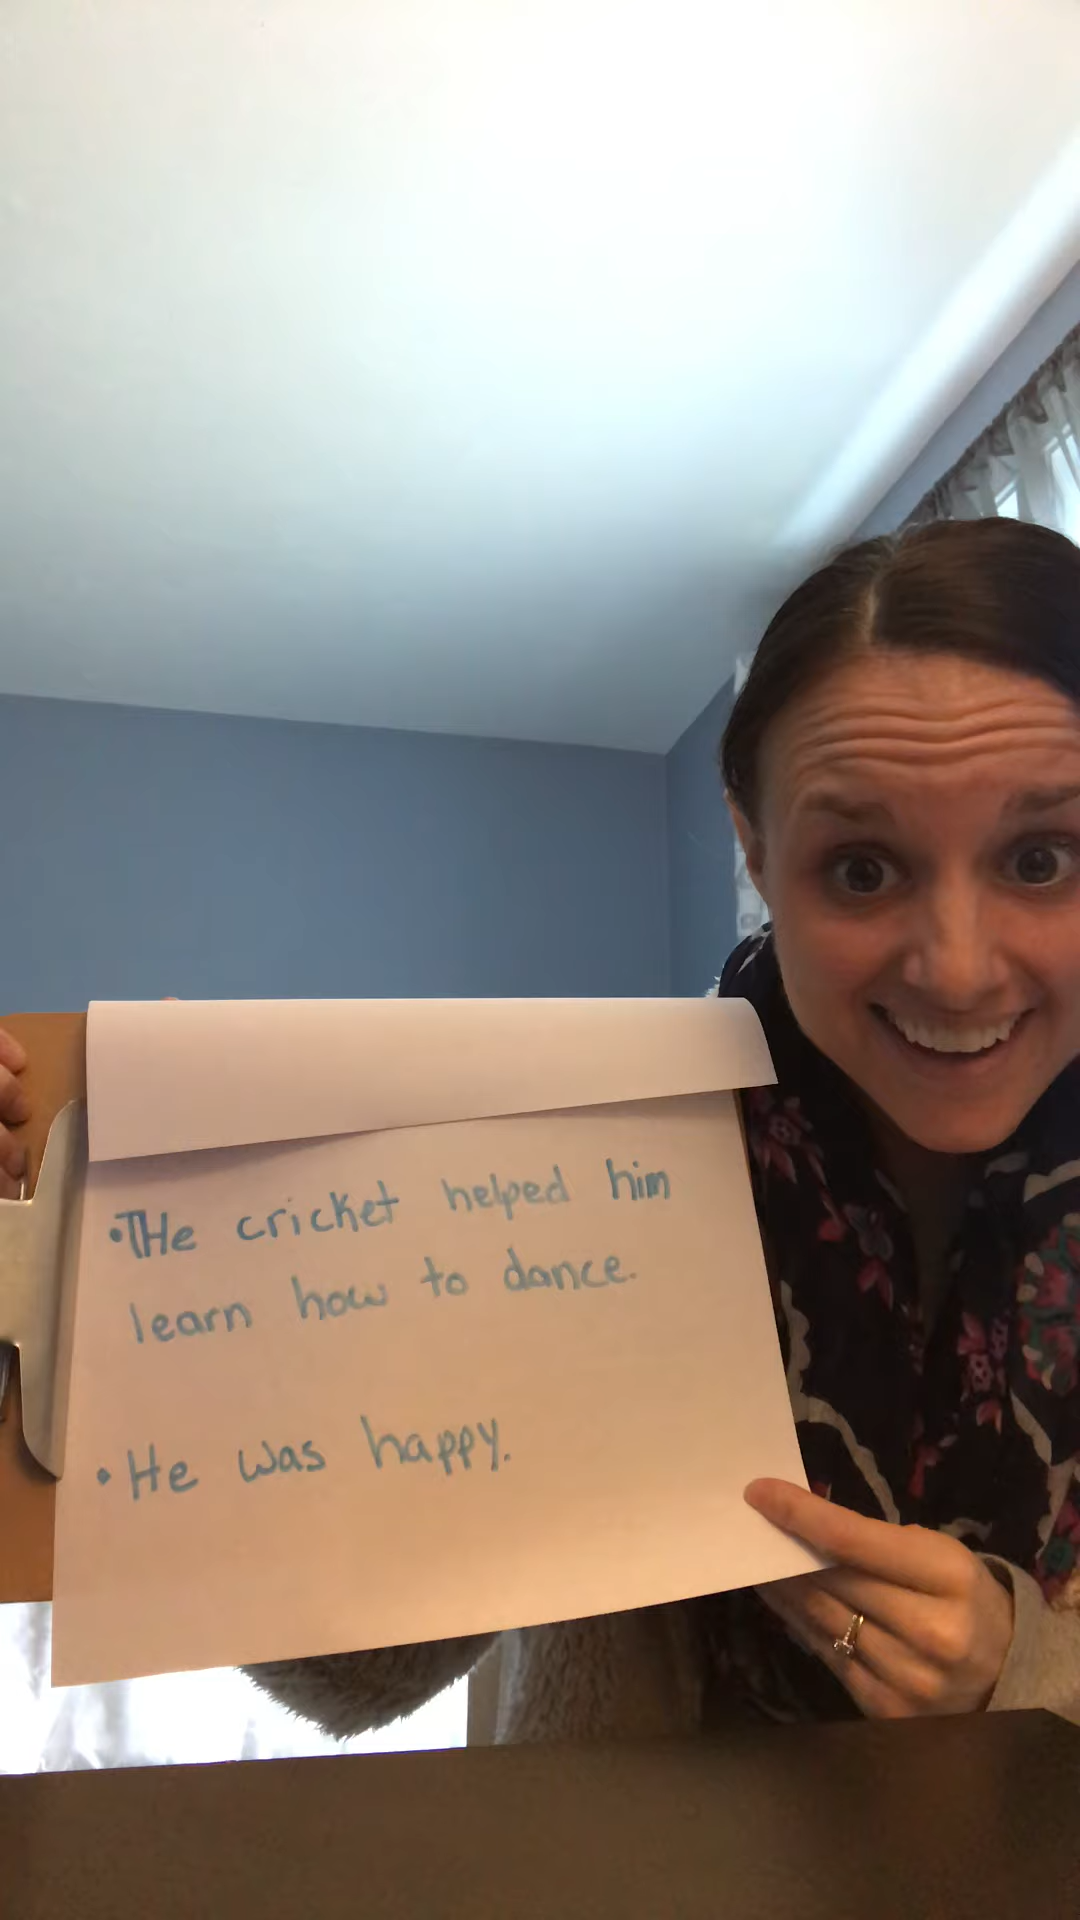 •THe cricket helped him
learn how to dance.
• He was happy.